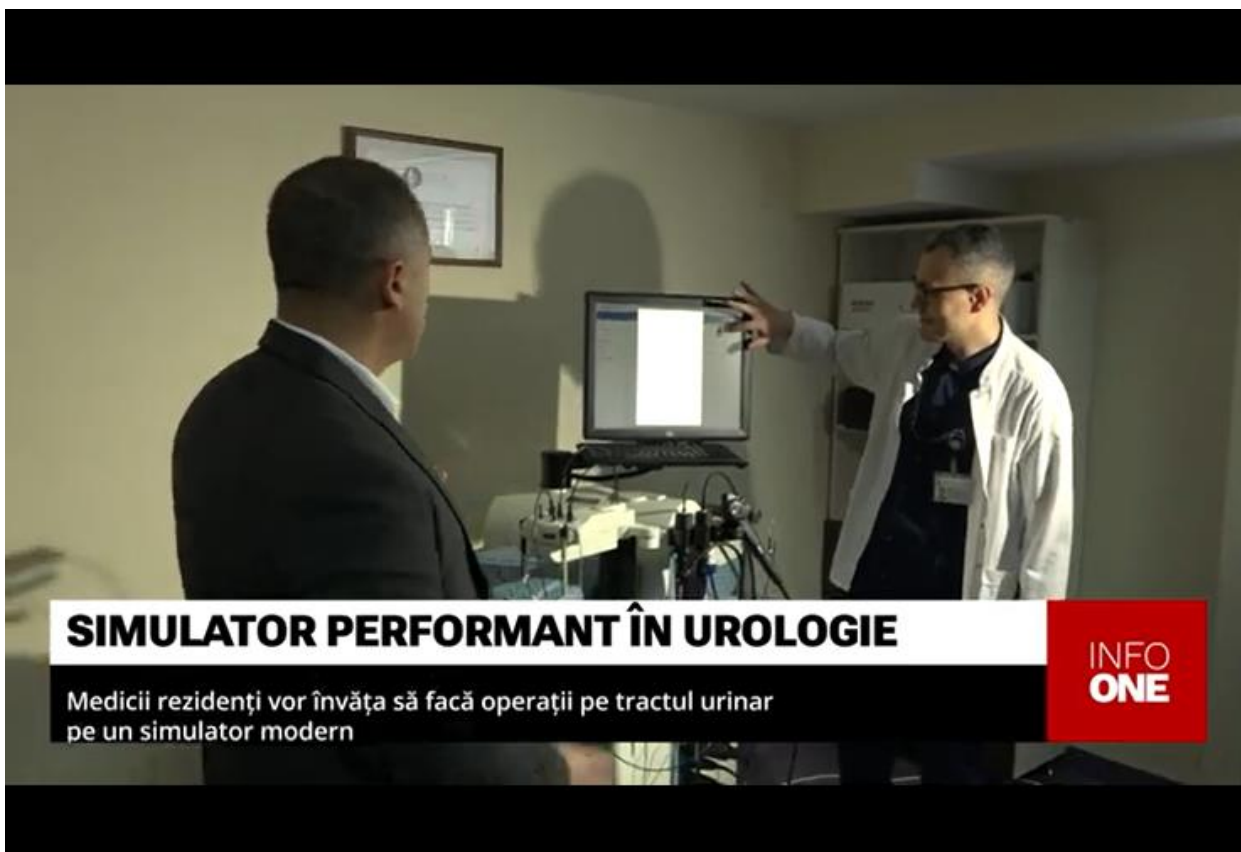 SIMULATOR PERFORMANT ÎN UROLOGIE
Medicii rezidenți vor învăța să facă operații pe tractul urinar
pe un simulator modern
INFO
ONE